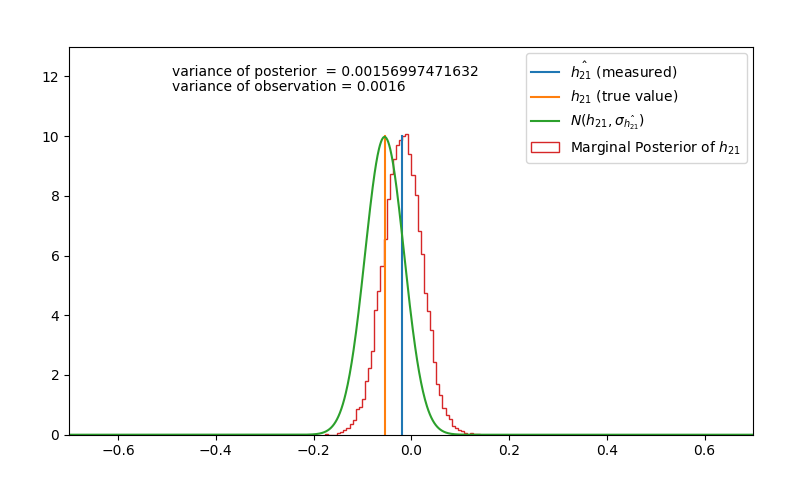 variance of posterior  = 0.00156997471632
variance of observation = 0.0016
ĥ₂₁ (measured)
h₂₁ (true value)
N(h₂₁, σ_ĥ₂₁)
Marginal Posterior of h₂₁
12
10
8
6
4
2
0
−0.6
−0.4
−0.2
0.0
0.2
0.4
0.6